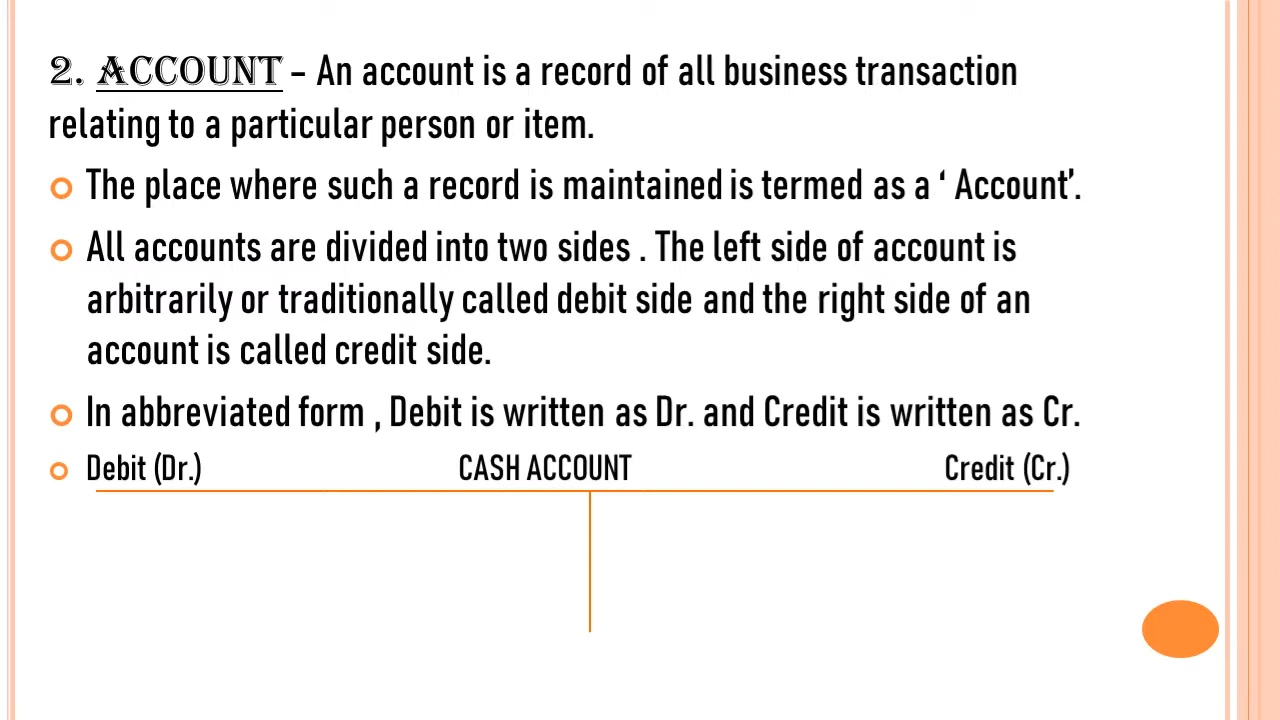 2. ACCOUNT – An account is a record of all business transaction
relating to a particular person or item.
The place where such a record is maintained is termed as a ‘ Account’.
All accounts are divided into two sides . The left side of account is
arbitrarily or traditionally called debit side and the right side of an
account is called credit side.
In abbreviated form , Debit is written as Dr. and Credit is written as Cr.
Debit (Dr.) CASH ACCOUNT Credit (Cr.)